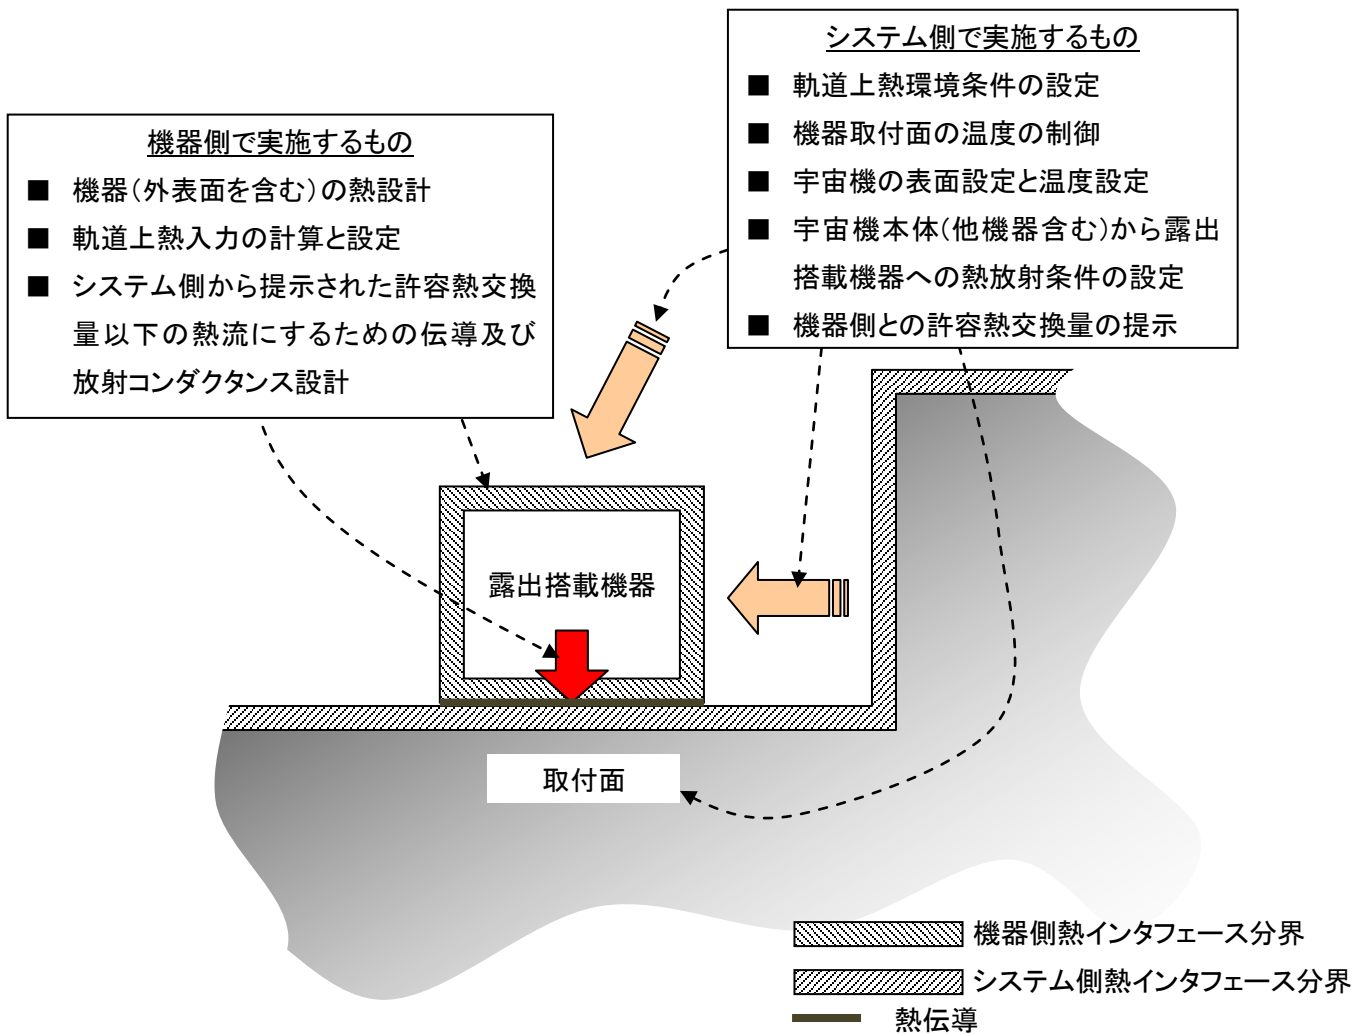 システム側で実施するもの
■ 軌道上熱環境条件の設定
■ 機器取付面の温度の制御
■ 宇宙機の表面設定と温度設定
■ 宇宙機本体(他機器含む)から露出
搭載機器への熱放射条件の設定
■ 機器側との許容熱交換量の提示
機器側で実施するもの
■ 機器(外表面を含む)の熱設計
■ 軌道上熱入力の計算と設定
■ システム側から提示された許容熱交換
量以下の熱流にするための伝導及び
放射コンダクタンス設計
露出搭載機器
取付面
機器側熱インタフェース分界
システム側熱インタフェース分界
熱伝導